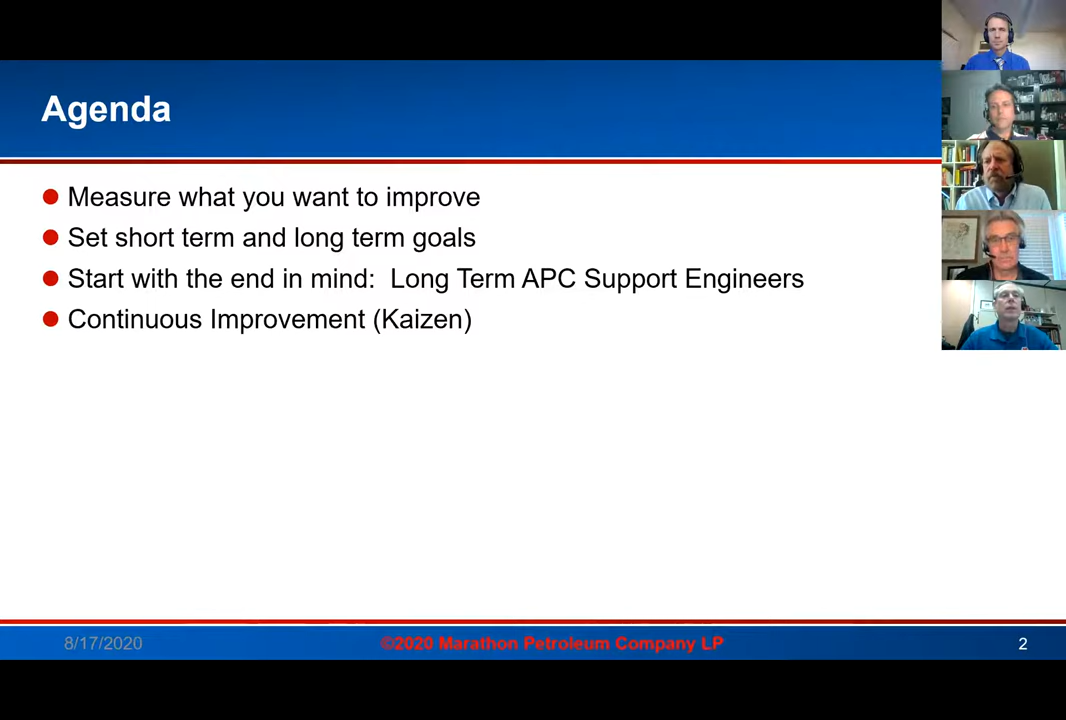 Agenda
Measure what you want to improve
Set short term and long term goals
Start with the end in mind: Long Term APC Support Engineers
Continuous Improvement (Kaizen)
8/17/2020
©2020 Marathon Petroleum Company LP
2